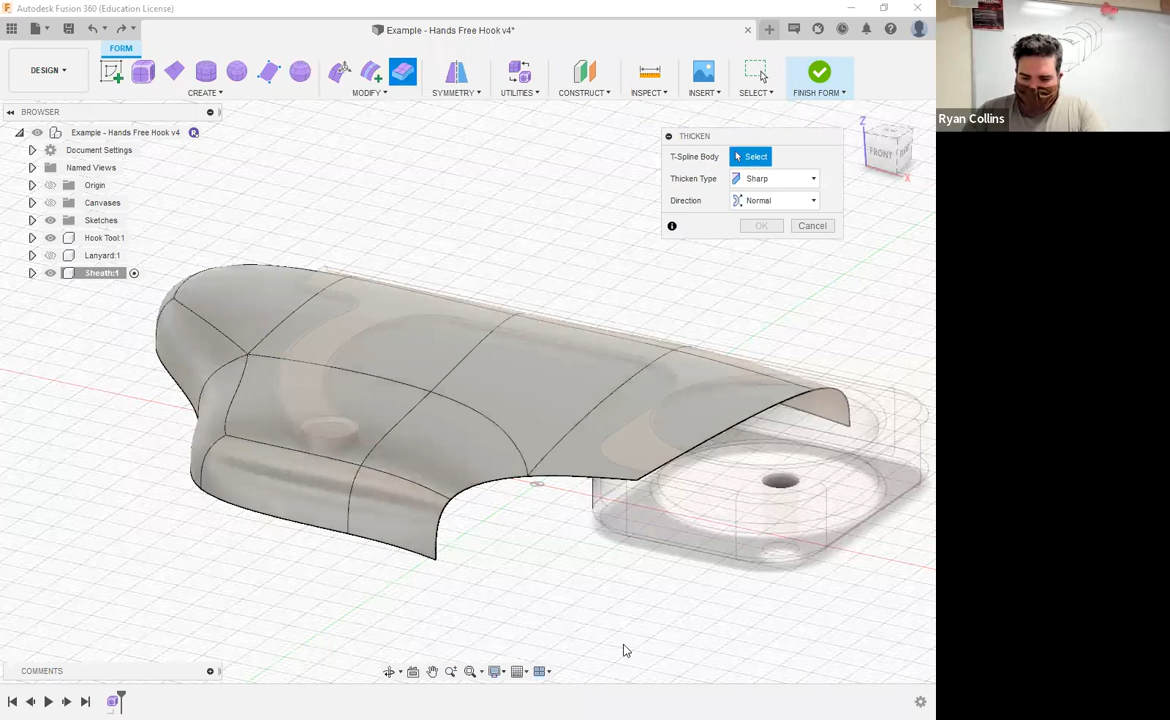 Autodesk Fusion 360 (Education License)
Example - Hands Free Hook v4*
FORM
DESIGN
CREATE
MODIFY
SYMMETRY
UTILITIES
CONSTRUCT
INSPECT
INSERT
SELECT
FINISH FORM
BROWSER
Example - Hands Free Hook v4
R
Document Settings
Named Views
Origin
Canvases
Sketches
Hook Tool:1
Lanyard:1
Sheath:1
THICKEN
T-Spline Body
Select
Thicken Type
Sharp
Direction
Normal
OK
Cancel
Z
FRONT
X
Ryan Collins
COMMENTS